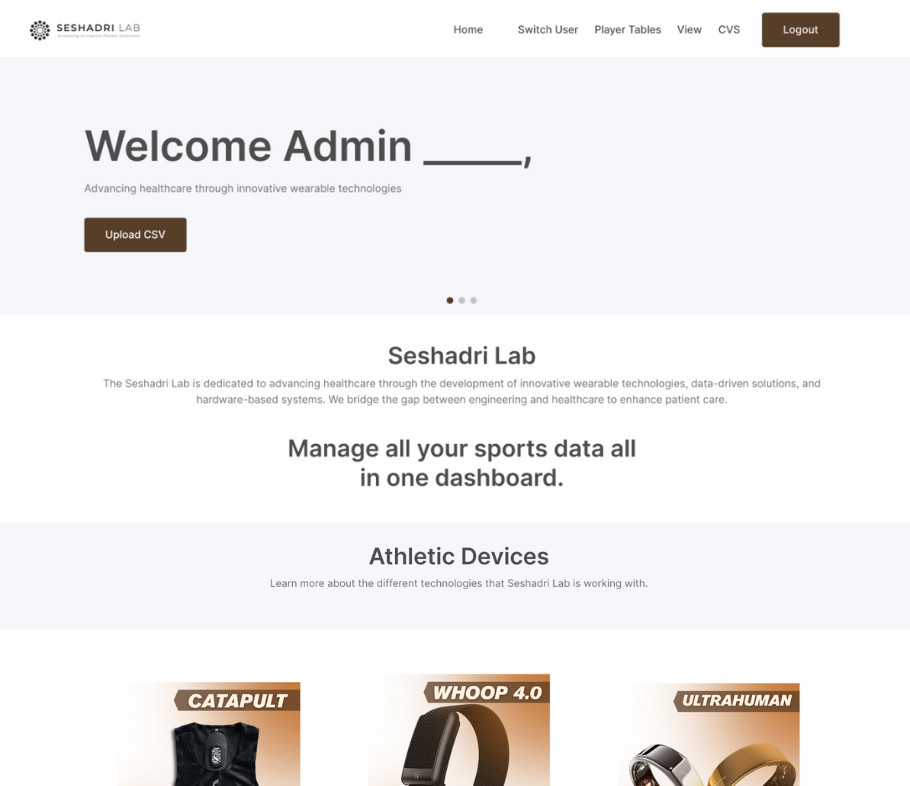 SESHADRI LAB
Home Switch User Player Tables View CVS Logout
Welcome Admin _____,
Advancing healthcare through innovative wearable technologies
Upload CSV
Seshadri Lab
The Seshadri Lab is dedicated to advancing healthcare through the development of innovative wearable technologies, data-driven solutions, and
hardware-based systems. We bridge the gap between engineering and healthcare to enhance patient care.
Manage all your sports data all
in one dashboard.
Athletic Devices
Learn more about the different technologies that Seshadri Lab is working with.
CATAPULT WHOOP 4.0 ULTRAHUMAN